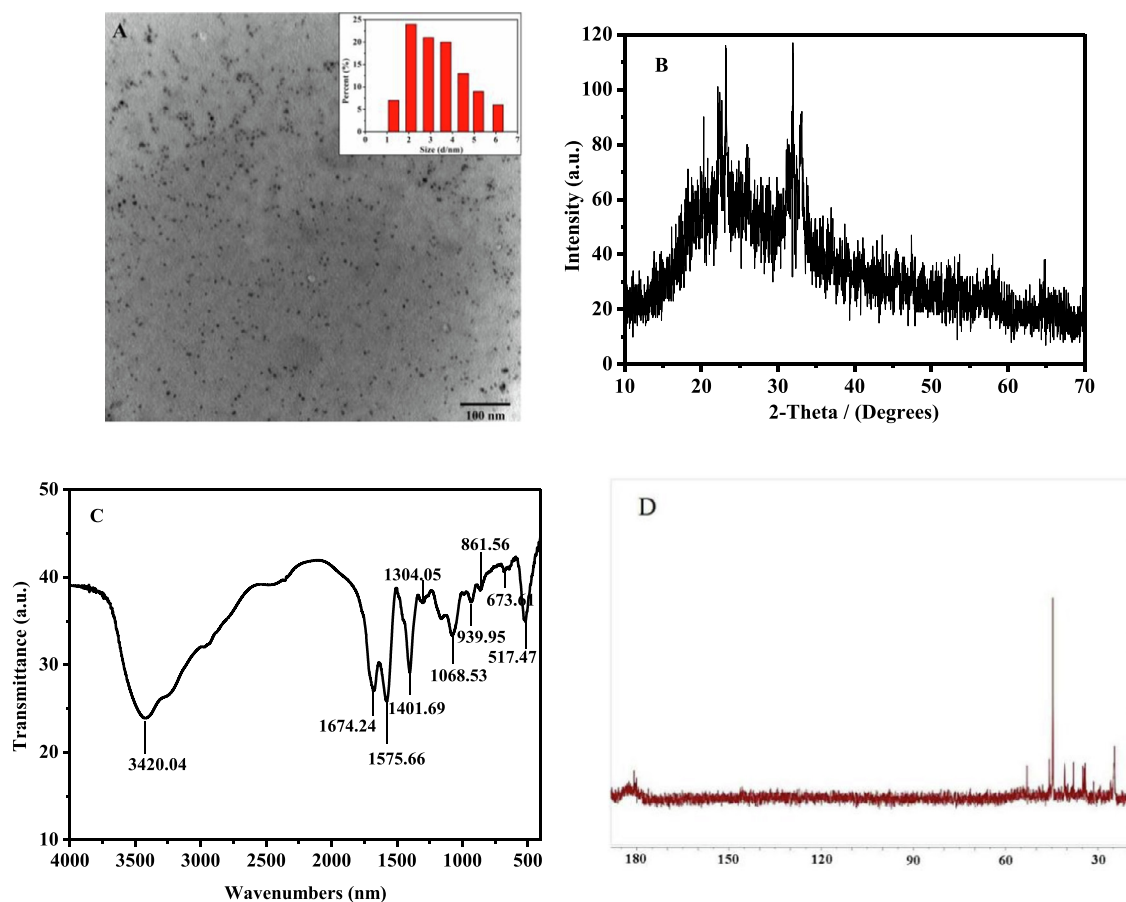 A
25
20
15
10
5
0
Percent (%)
0 1 2 3 4 5 6 7
Size (d/nm)
100 nm
B
120
100
80
60
40
20
0
Intensity (a.u.)
10 20 30 40 50 60 70
2-Theta / (Degrees)
C
50
40
30
20
10
Transmittance (a.u.)
861.56
1304.05
673.61
939.95
517.47
1068.53
1401.69
1674.24
1575.66
3420.04
4000 3500 3000 2500 2000 1500 1000 500
Wavenumbers (nm)
D
180 150 120 90 60 30